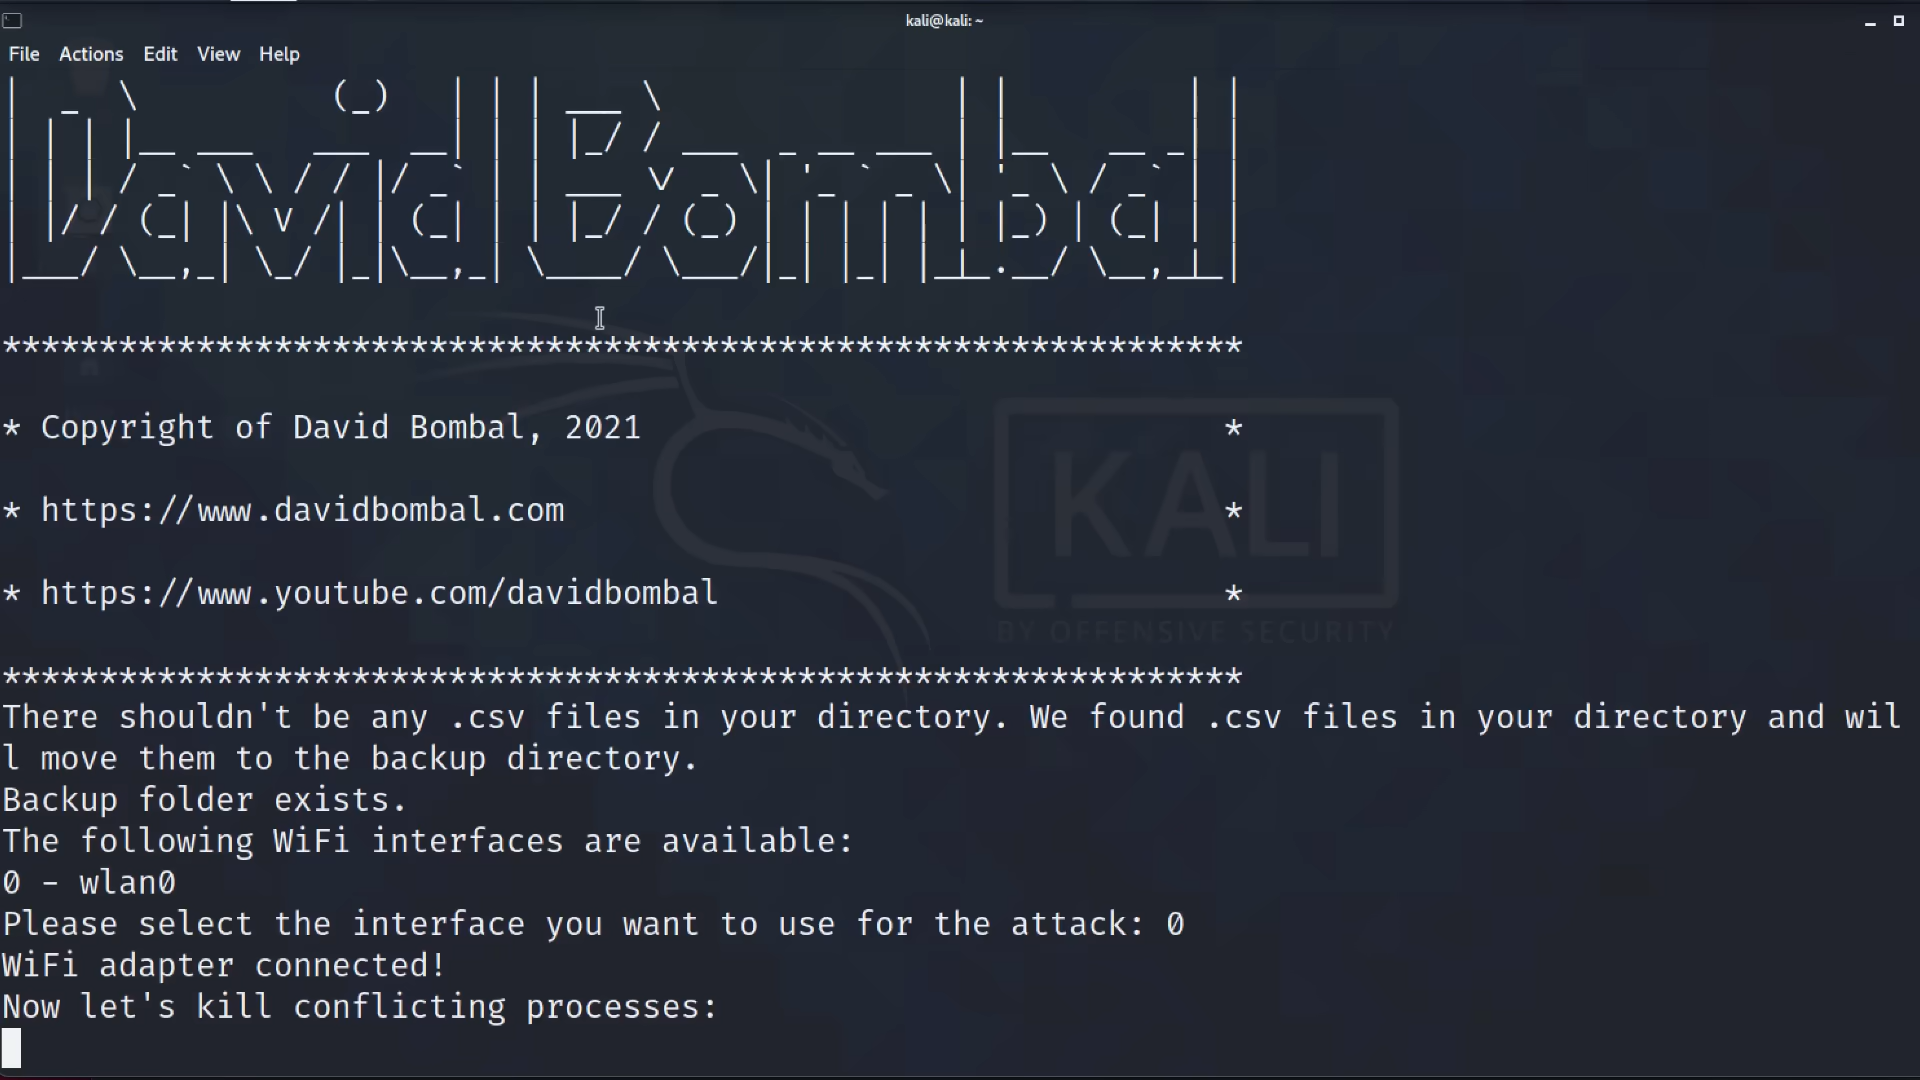 kali@kali: ~
File Actions Edit View Help
David Bombal
****************************************************************
* Copyright of David Bombal, 2021 *
* https://www.davidbombal.com *
* https://www.youtube.com/davidbombal *
****************************************************************
There shouldn't be any .csv files in your directory. We found .csv files in your directory and wil
l move them to the backup directory.
Backup folder exists.
The following WiFi interfaces are available:
0 - wlan0
Please select the interface you want to use for the attack: 0
WiFi adapter connected!
Now let's kill conflicting processes:
KALI
BY OFFENSIVE SECURITY